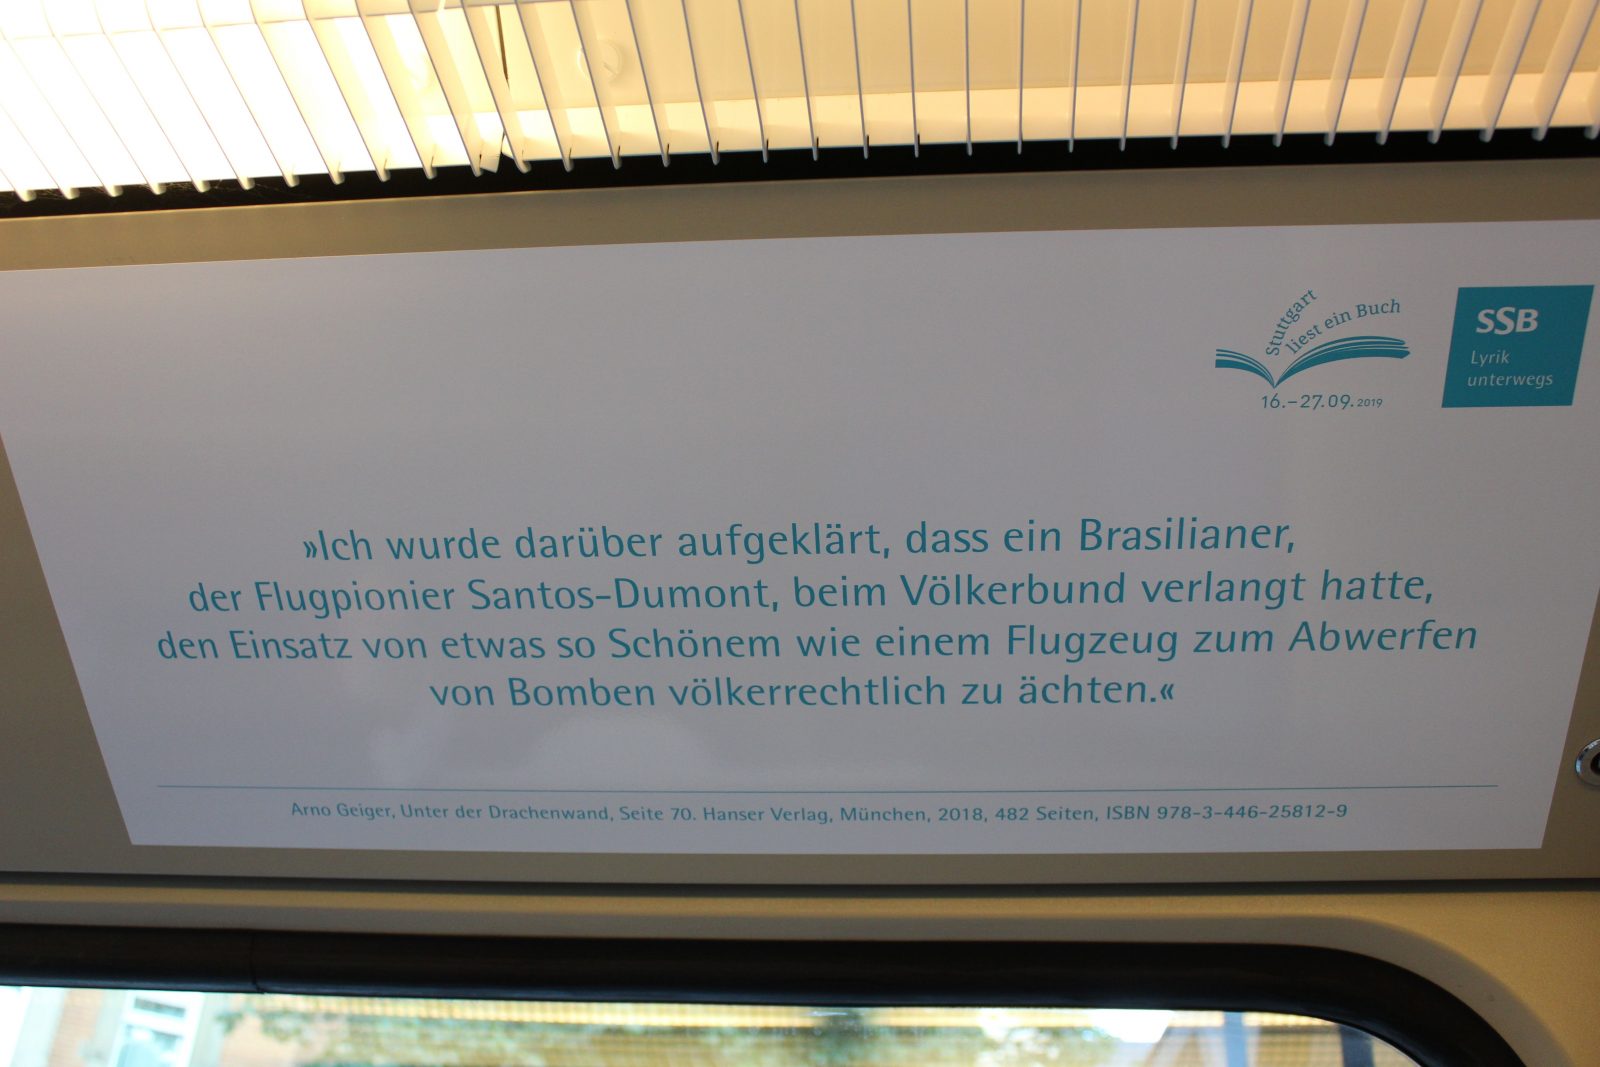 Stuttgart
liest ein Buch
16.–27.09.2019
SSB
Lyrik
unterwegs
»Ich wurde darüber aufgeklärt, dass ein Brasilianer,
der Flugpionier Santos-Dumont, beim Völkerbund verlangt hatte,
den Einsatz von etwas so Schönem wie einem Flugzeug zum Abwerfen
von Bomben völkerrechtlich zu ächten.«
Arno Geiger, Unter der Drachenwand, Seite 70. Hanser Verlag, München, 2018, 482 Seiten, ISBN 978-3-446-25812-9